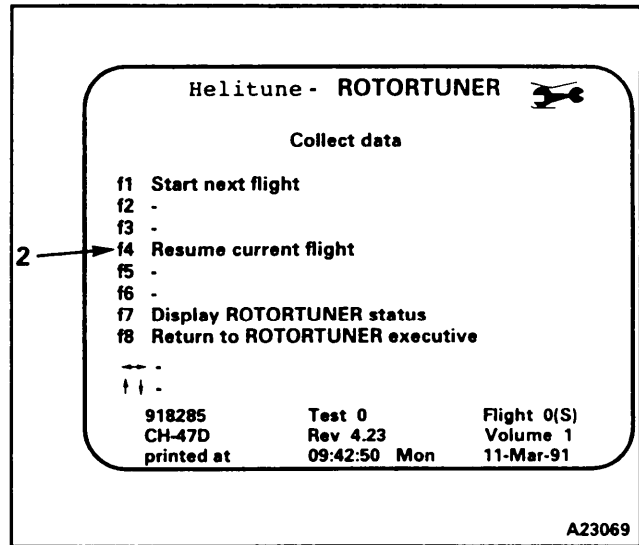 Helitune - ROTORTUNER
Collect data
f1 Start next flight
f2 -
f3 -
2 f4 Resume current flight
f5 -
f6 -
f7 Display ROTORTUNER status
f8 Return to ROTORTUNER executive
↔ -
↑ ↓ -
918285 Test 0 Flight 0(S)
CH-47D Rev 4.23 Volume 1
printed at 09:42:50 Mon 11-Mar-91
A23069